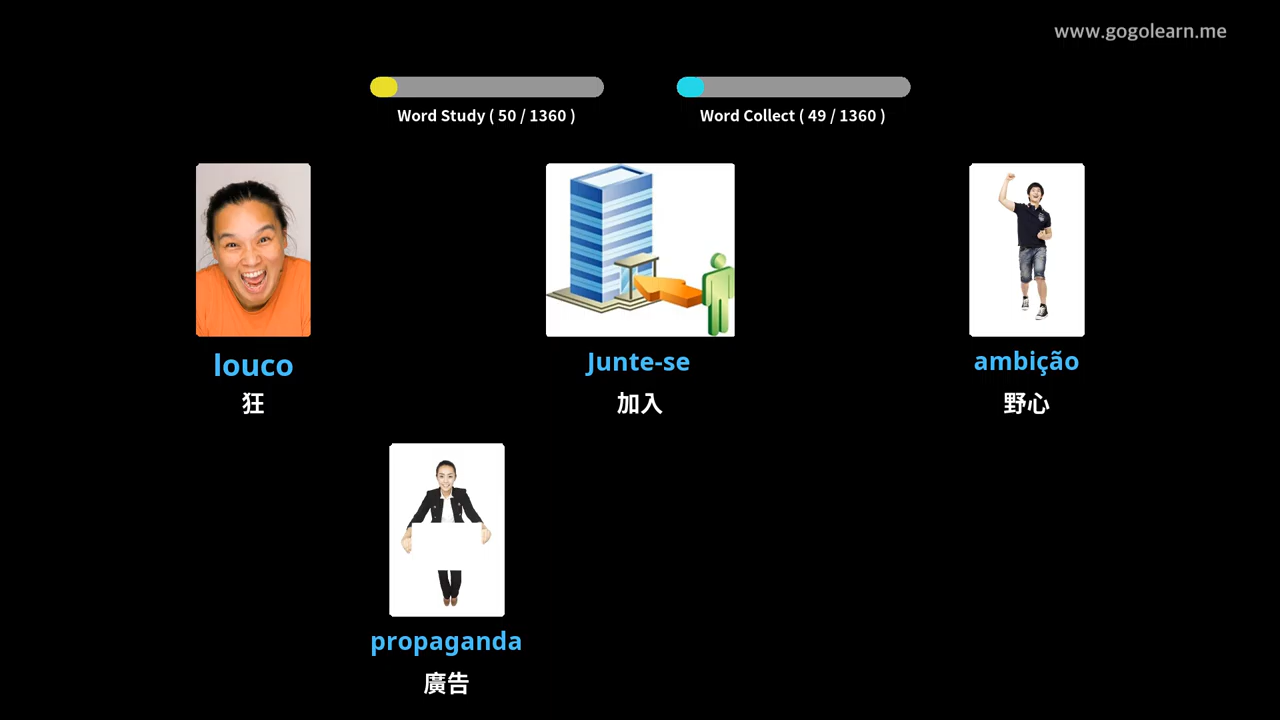 www.gogolearn.me
Word Study ( 50 / 1360 )
Word Collect ( 49 / 1360 )
louco
狂
Junte-se
加入
ambição
野心
propaganda
廣告